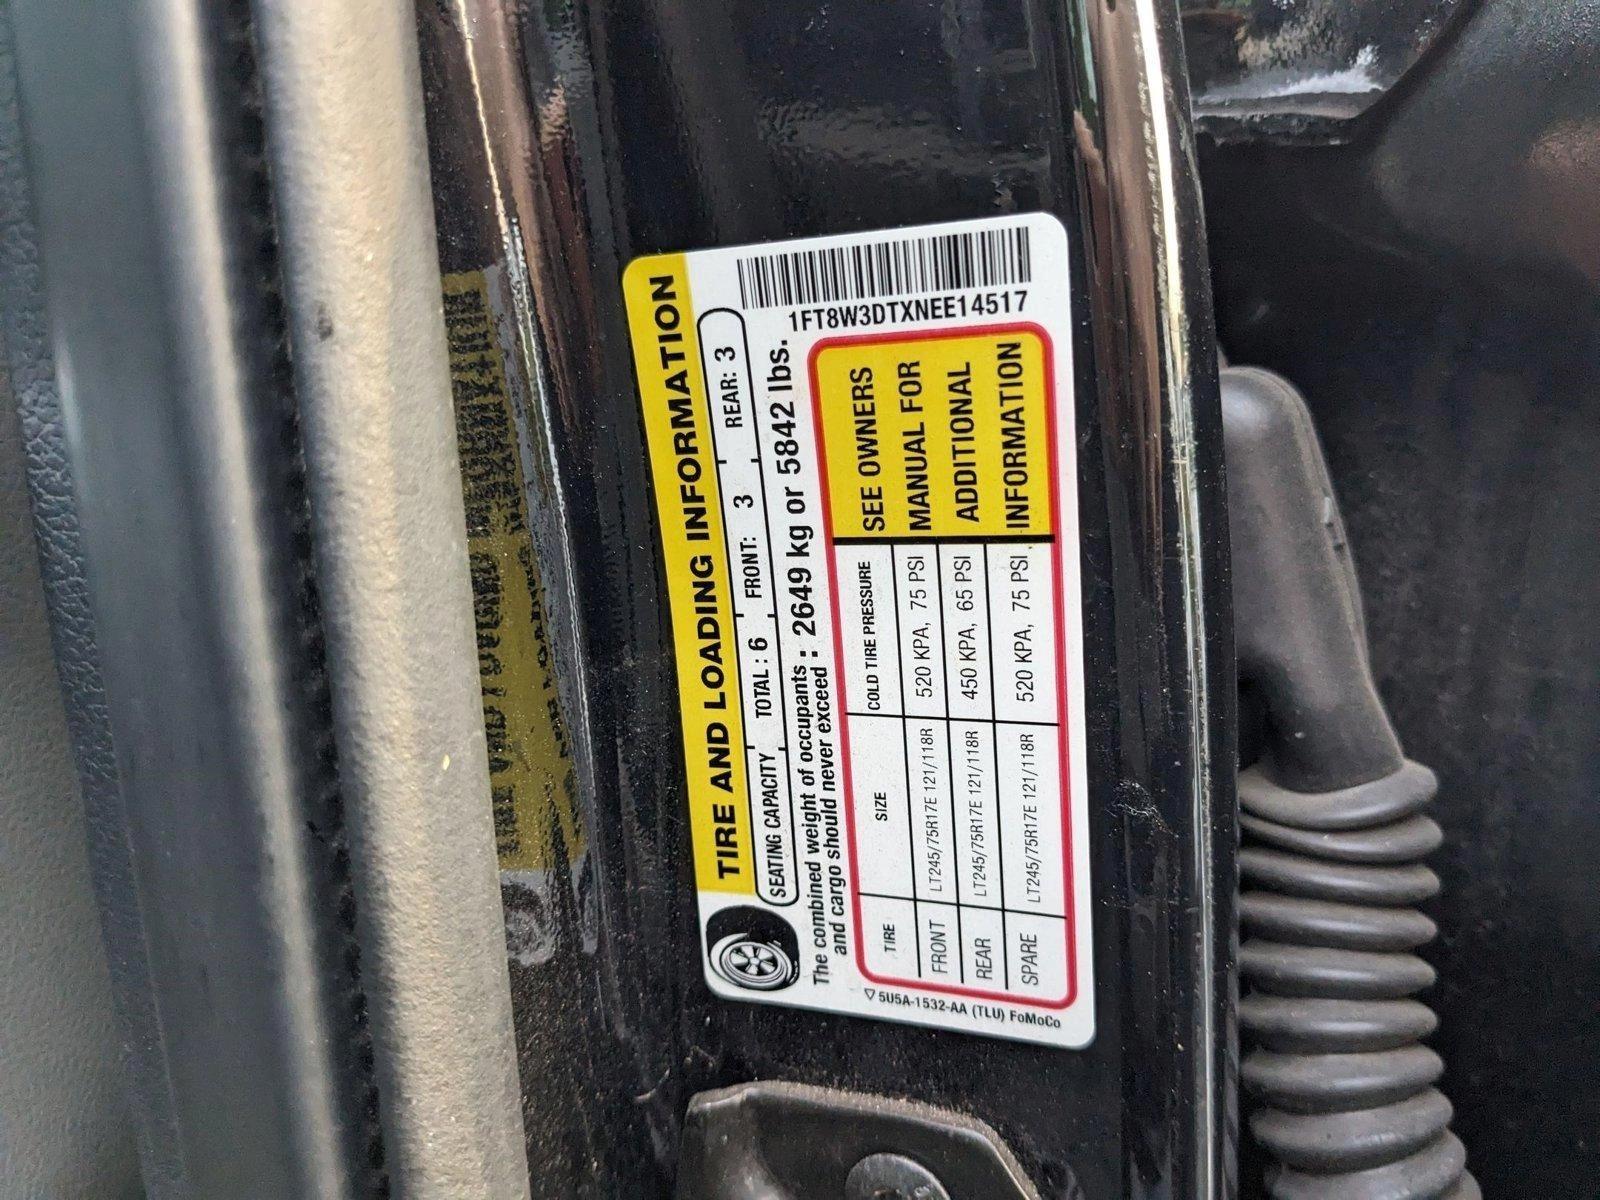 TIRE AND LOADING INFORMATION
SEATING CAPACITY TOTAL : 6 FRONT: 3 REAR: 3
The combined weight of occupants : 2649 kg or 5842 lbs.
and cargo should never exceed
1FT8W3DTXNEE14517
TIRE SIZE COLD TIRE PRESSURE
FRONT LT245/75R17E 121/118R 520 KPA, 75 PSI
REAR LT245/75R17E 121/118R 450 KPA, 65 PSI
SPARE LT245/75R17E 121/118R 520 KPA, 75 PSI
SEE OWNERS
MANUAL FOR
ADDITIONAL
INFORMATION
5U5A-1532-AA (TLU) FoMoCo